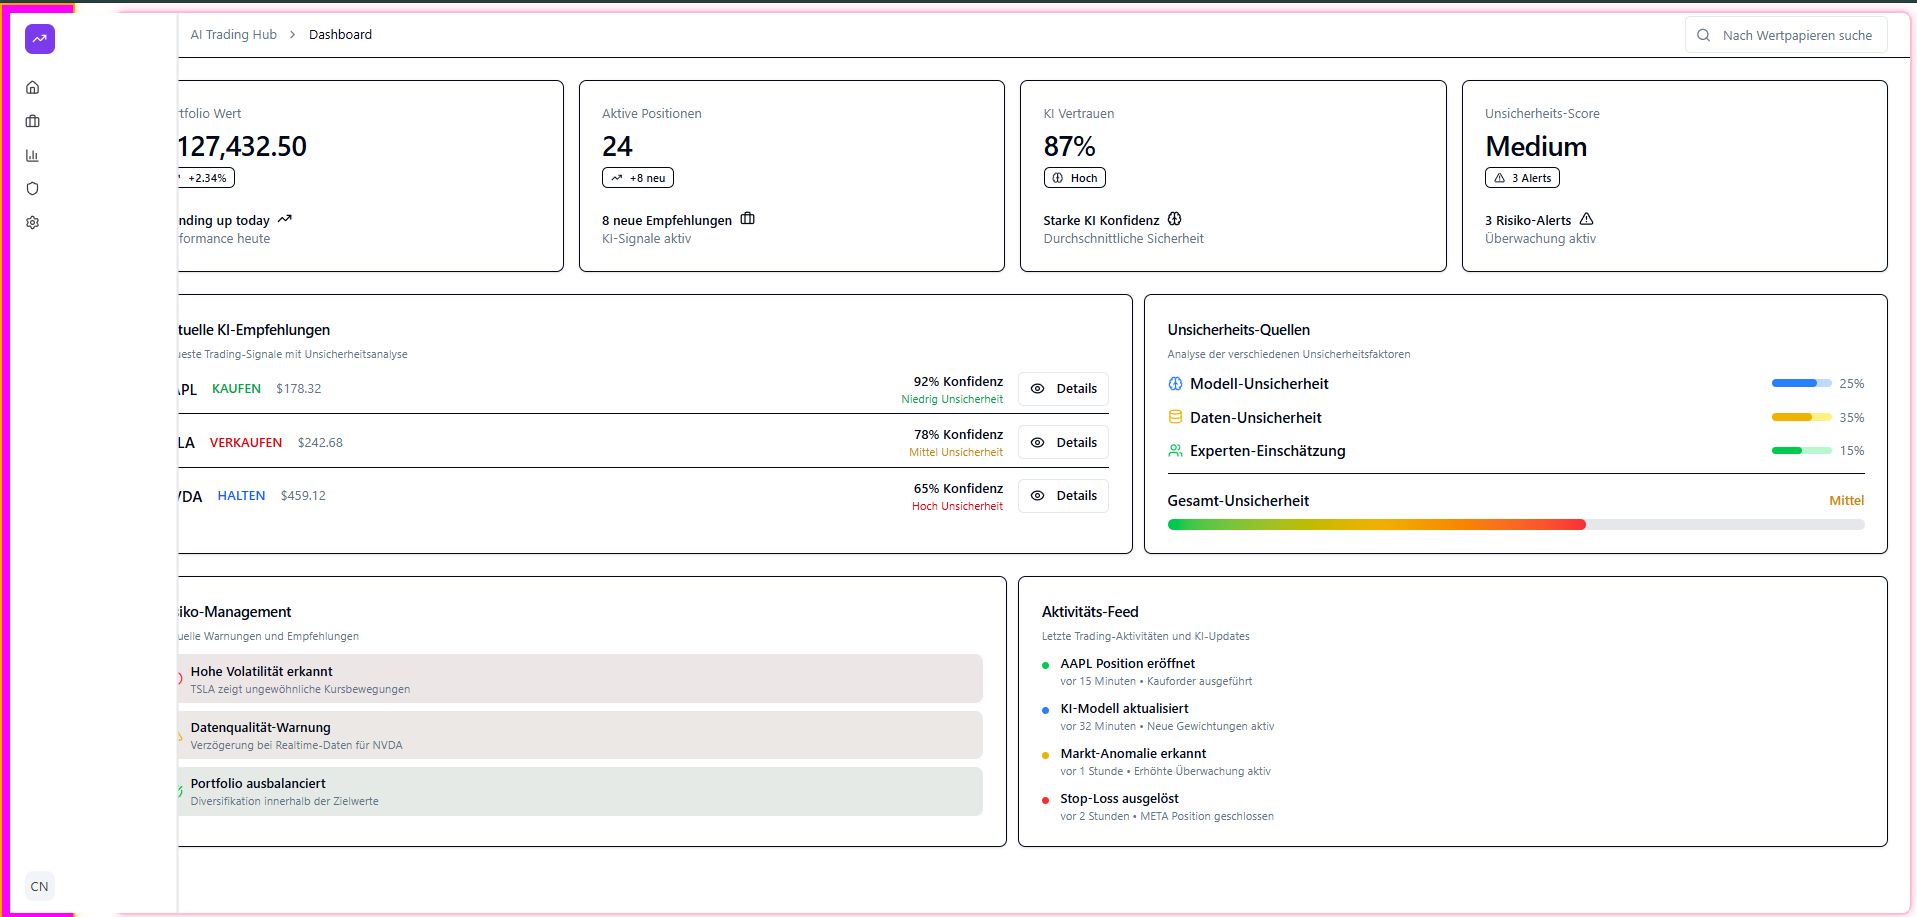 AI Trading Hub > Dashboard
Nach Wertpapieren suche
tfolio Wert
127,432.50
+2.34%
nding up today
formance heute
Aktive Positionen
24
+8 neu
8 neue Empfehlungen
KI-Signale aktiv
KI Vertrauen
87%
Hoch
Starke KI Konfidenz
Durchschnittliche Sicherheit
Unsicherheits-Score
Medium
3 Alerts
3 Risiko-Alerts
Überwachung aktiv
tuelle KI-Empfehlungen
ueste Trading-Signale mit Unsicherheitsanalyse
APL KAUFEN $178.32
92% Konfidenz
Niedrig Unsicherheit
Details
LA VERKAUFEN $242.68
78% Konfidenz
Mittel Unsicherheit
Details
VDA HALTEN $459.12
65% Konfidenz
Hoch Unsicherheit
Details
Unsicherheits-Quellen
Analyse der verschiedenen Unsicherheitsfaktoren
Modell-Unsicherheit 25%
Daten-Unsicherheit 35%
Experten-Einschätzung 15%
Gesamt-Unsicherheit Mittel
siko-Management
uelle Warnungen und Empfehlungen
Hohe Volatilität erkannt
TSLA zeigt ungewöhnliche Kursbewegungen
Datenqualität-Warnung
Verzögerung bei Realtime-Daten für NVDA
Portfolio ausbalanciert
Diversifikation innerhalb der Zielwerte
Aktivitäts-Feed
Letzte Trading-Aktivitäten und KI-Updates
AAPL Position eröffnet
vor 15 Minuten • Kauforder ausgeführt
KI-Modell aktualisiert
vor 32 Minuten • Neue Gewichtungen aktiv
Markt-Anomalie erkannt
vor 1 Stunde • Erhöhte Überwachung aktiv
Stop-Loss ausgelöst
vor 2 Stunden • META Position geschlossen
CN